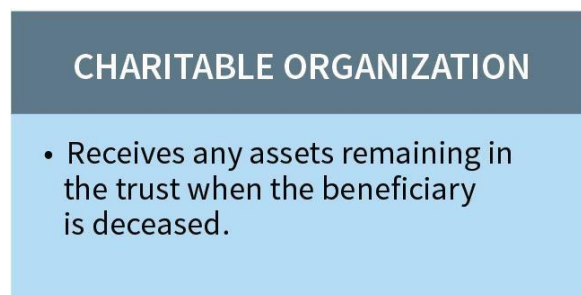 CHARITABLE ORGANIZATION
• Receives any assets remaining in
the trust when the beneficiary
is deceased.